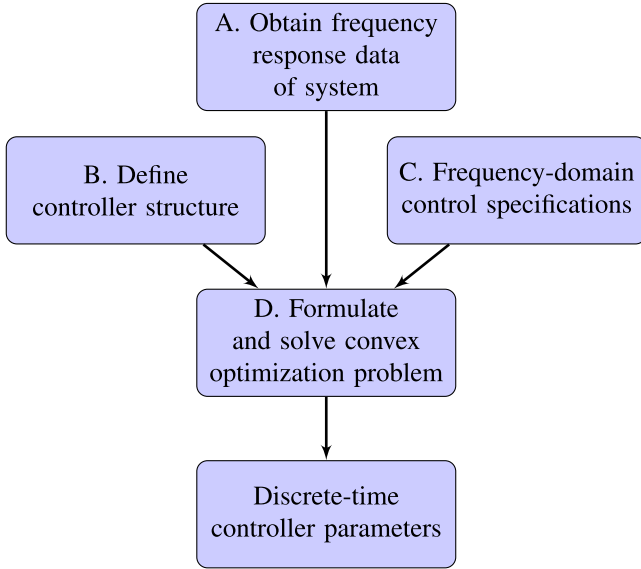 A. Obtain frequency
response data
of system
B. Define
controller structure
C. Frequency-domain
control specifications
D. Formulate
and solve convex
optimization problem
Discrete-time
controller parameters